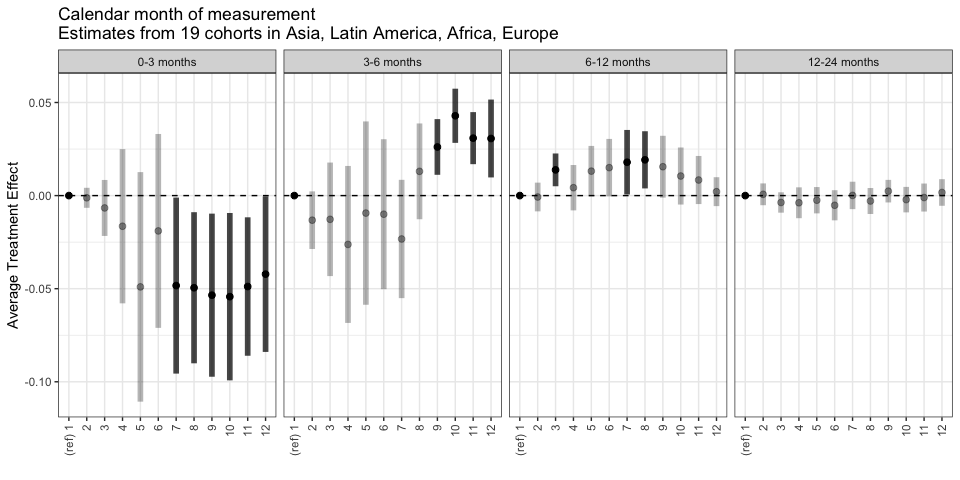 Calendar month of measurement
Estimates from 19 cohorts in Asia, Latin America, Africa, Europe
0-3 months 3-6 months 6-12 months 12-24 months
Average Treatment Effect
0.05
0.00
-0.05
-0.10
(ref) 1 2 3 4 5 6 7 8 9 10 11 12 (ref) 1 2 3 4 5 6 7 8 9 10 11 12 (ref) 1 2 3 4 5 6 7 8 9 10 11 12 (ref) 1 2 3 4 5 6 7 8 9 10 11 12